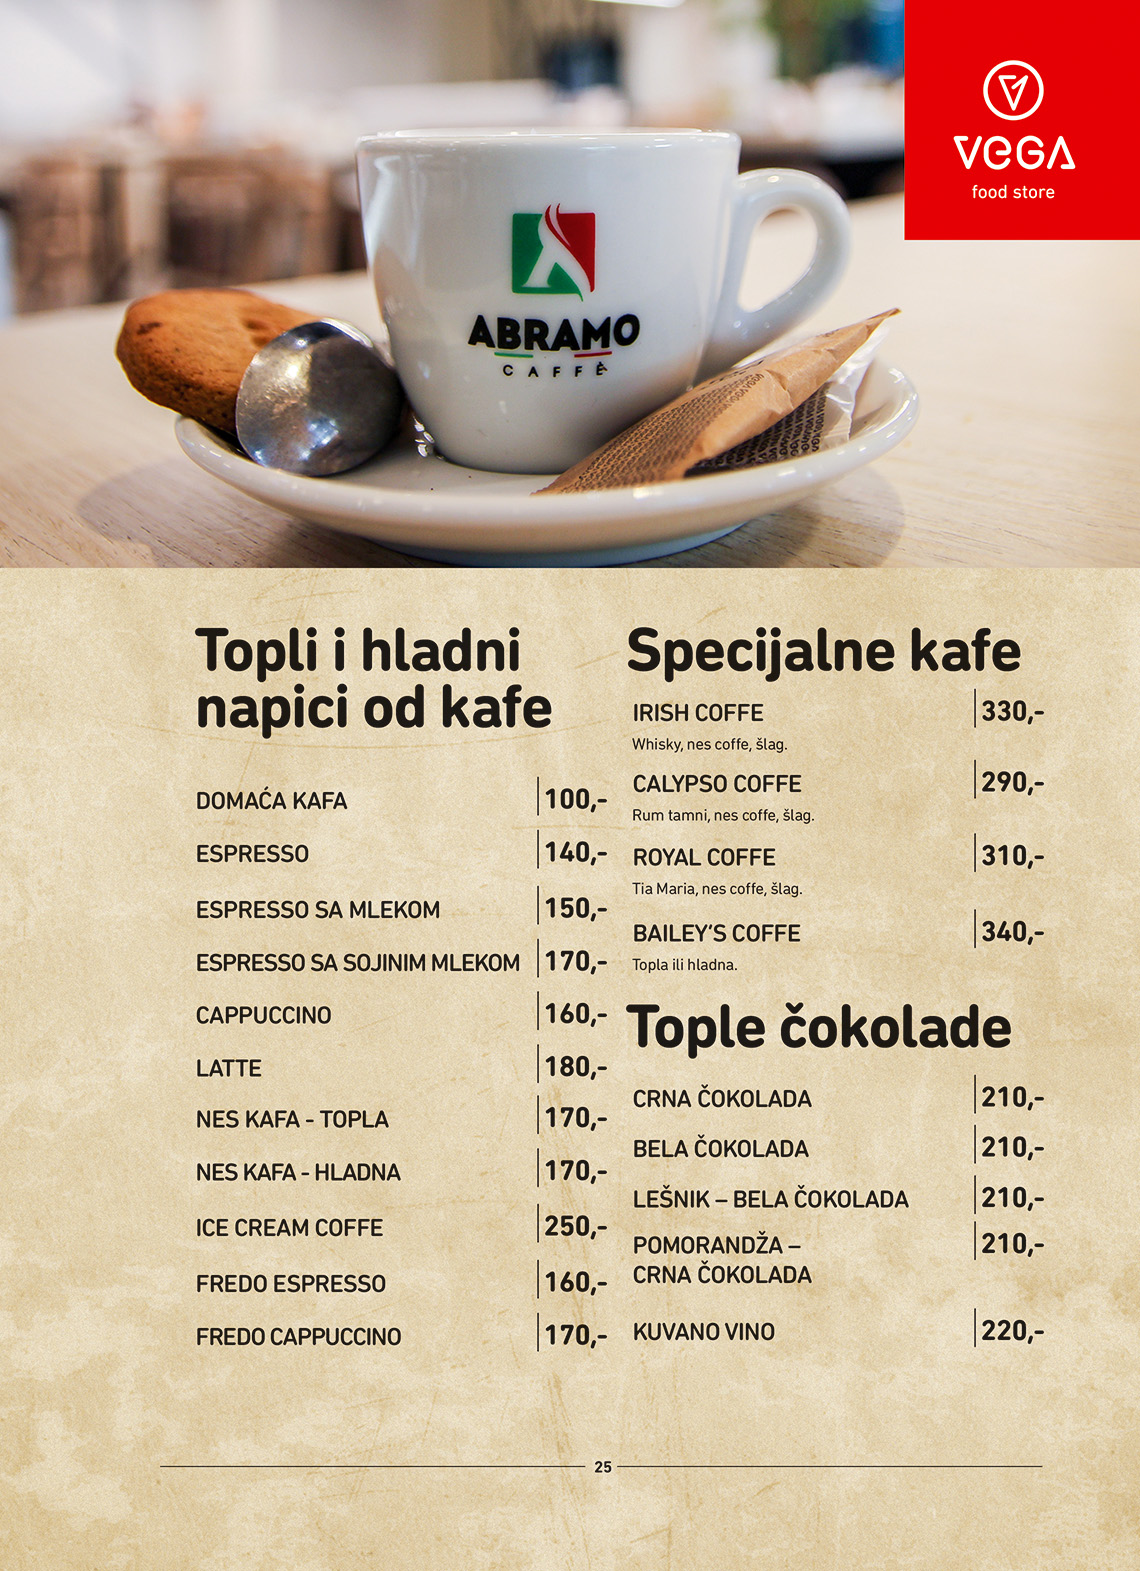 VEGA
food store
ABRAMO
CAFFÈ
Topli i hladni
napici od kafe
DOMAĆA KAFA 100,-
ESPRESSO 140,-
ESPRESSO SA MLEKOM 150,-
ESPRESSO SA SOJINIM MLEKOM 170,-
CAPPUCCINO 160,-
LATTE 180,-
NES KAFA - TOPLA 170,-
NES KAFA - HLADNA 170,-
ICE CREAM COFFE 250,-
FREDO ESPRESSO 160,-
FREDO CAPPUCCINO 170,-
Specijalne kafe
IRISH COFFE 330,-
Whisky, nes coffe, šlag.
CALYPSO COFFE 290,-
Rum tamni, nes coffe, šlag.
ROYAL COFFE 310,-
Tia Maria, nes coffe, šlag.
BAILEY'S COFFE 340,-
Topla ili hladna.
Tople čokolade
CRNA ČOKOLADA 210,-
BELA ČOKOLADA 210,-
LEŠNIK – BELA ČOKOLADA 210,-
POMORANDŽA – 210,-
CRNA ČOKOLADA
KUVANO VINO 220,-
25